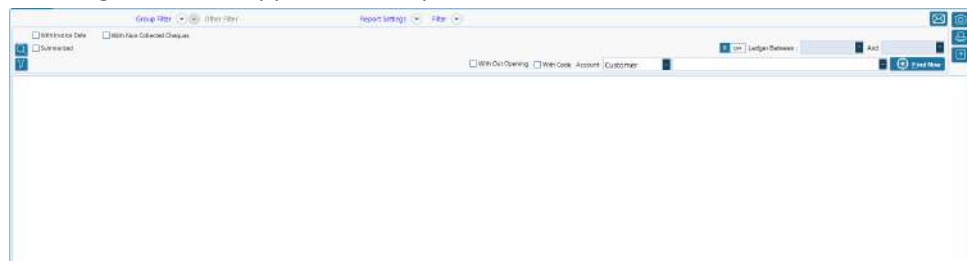 Group Filter Other Filter Report Settings Filter
With Invoice Date With Non Collected Cheques
Summarized
OFF Ledger Between : And
With Out Opening With Code Account Customer Find Now